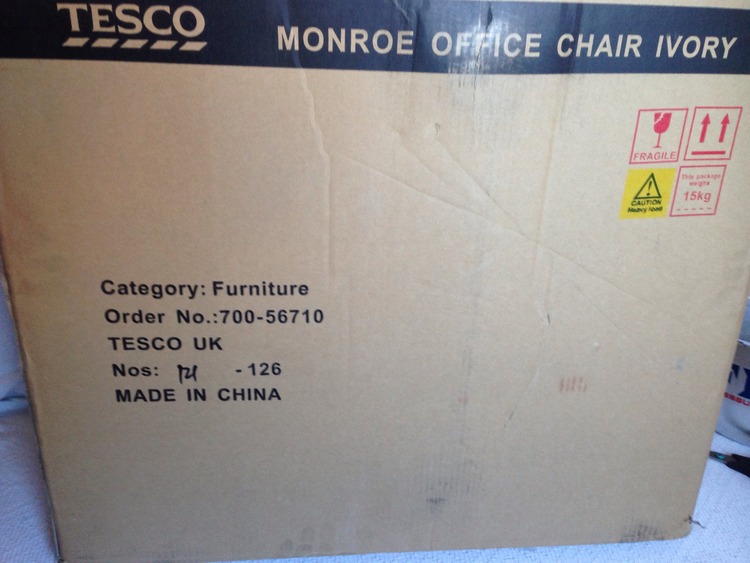 TESCO
MONROE OFFICE CHAIR IVORY
FRAGILE
CAUTION
Heavy load
This package
weighs
15kg
Category: Furniture
Order No.:700-56710
TESCO UK
Nos: 121 -126
MADE IN CHINA